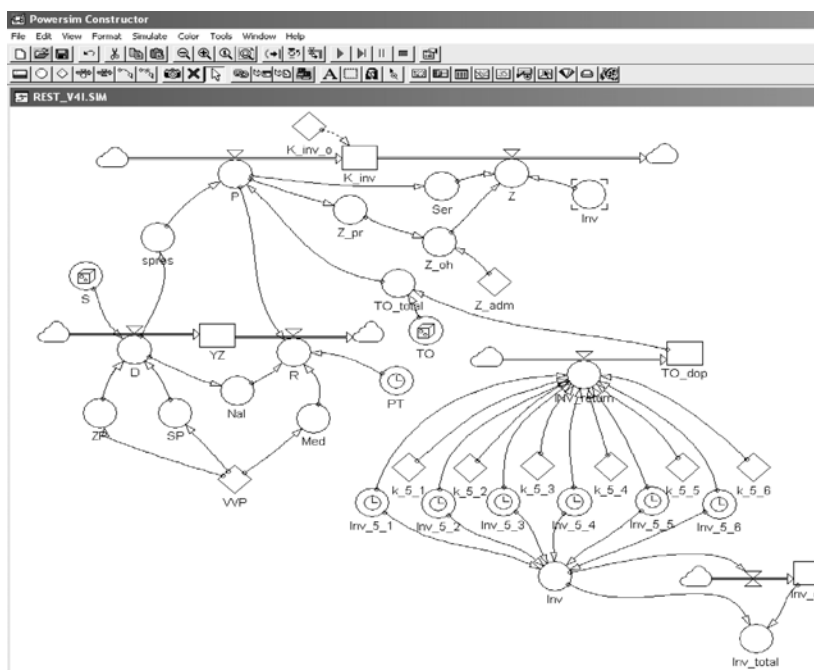 Powersim Constructor
File Edit View Format Simulate Color Tools Window Help
REST_V4I.SIM
K_inv_o
K_inv
P
Ser
Z
Inv
Z_pr
spros
Z_oh
S
TO_total
Z_adm
TO
YZ
D
R
TO_dop
PT
INV_return
Nal
ZP
SP
Med
VVP
k_5_1
k_5_2
k_5_3
k_5_4
k_5_5
k_5_6
Inv_5_1
Inv_5_2
Inv_5_3
Inv_5_4
Inv_5_5
Inv_5_6
Inv
Inv_total